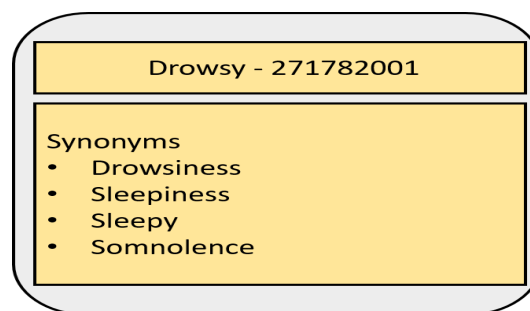 Drowsy - 271782001
Synonyms
• Drowsiness
• Sleepiness
• Sleepy
• Somnolence